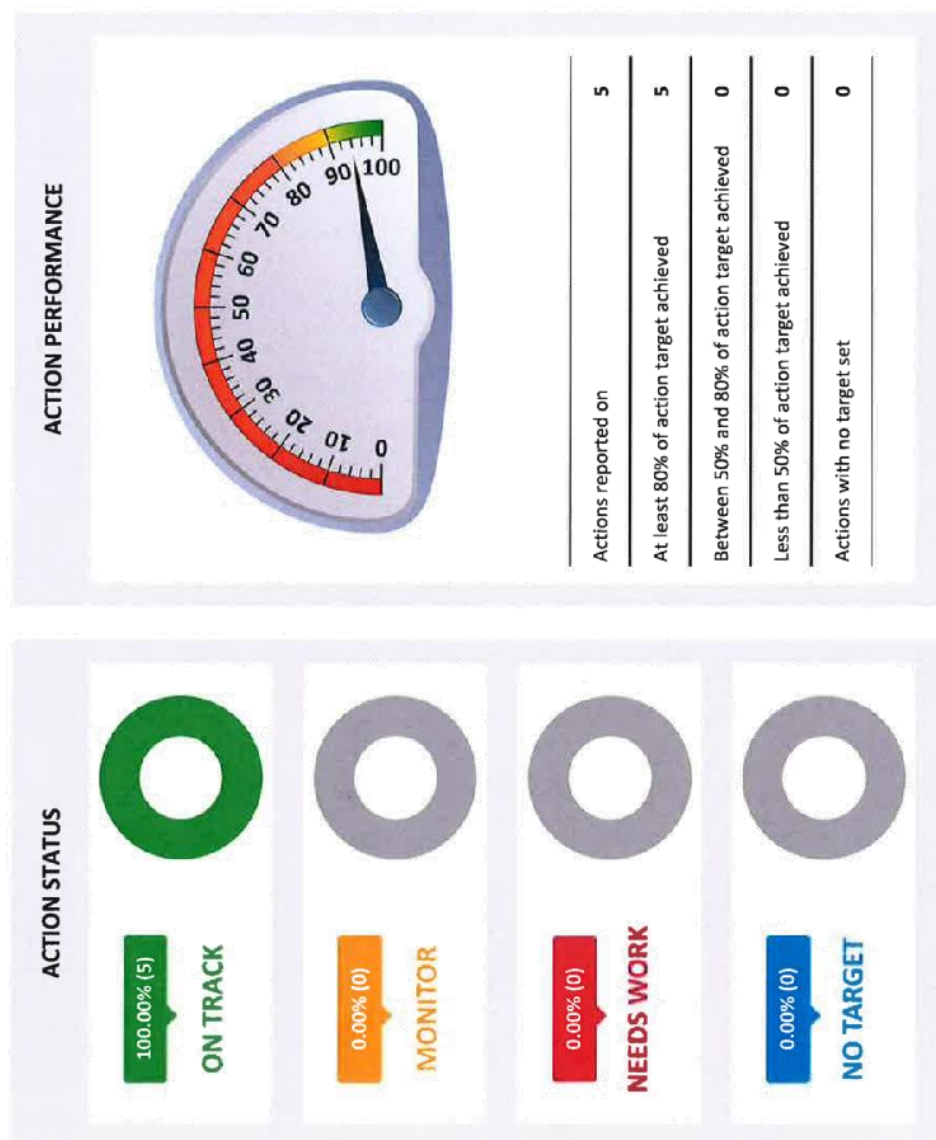 ACTION STATUS
100.00% (5)
ON TRACK
0.00% (0)
MONITOR
0.00% (0)
NEEDS WORK
0.00% (0)
NO TARGET
ACTION PERFORMANCE
0 10 20 30 40 50 60 70 80 90 100
Actions reported on 5
At least 80% of action target achieved 5
Between 50% and 80% of action target achieved 0
Less than 50% of action target achieved 0
Actions with no target set 0